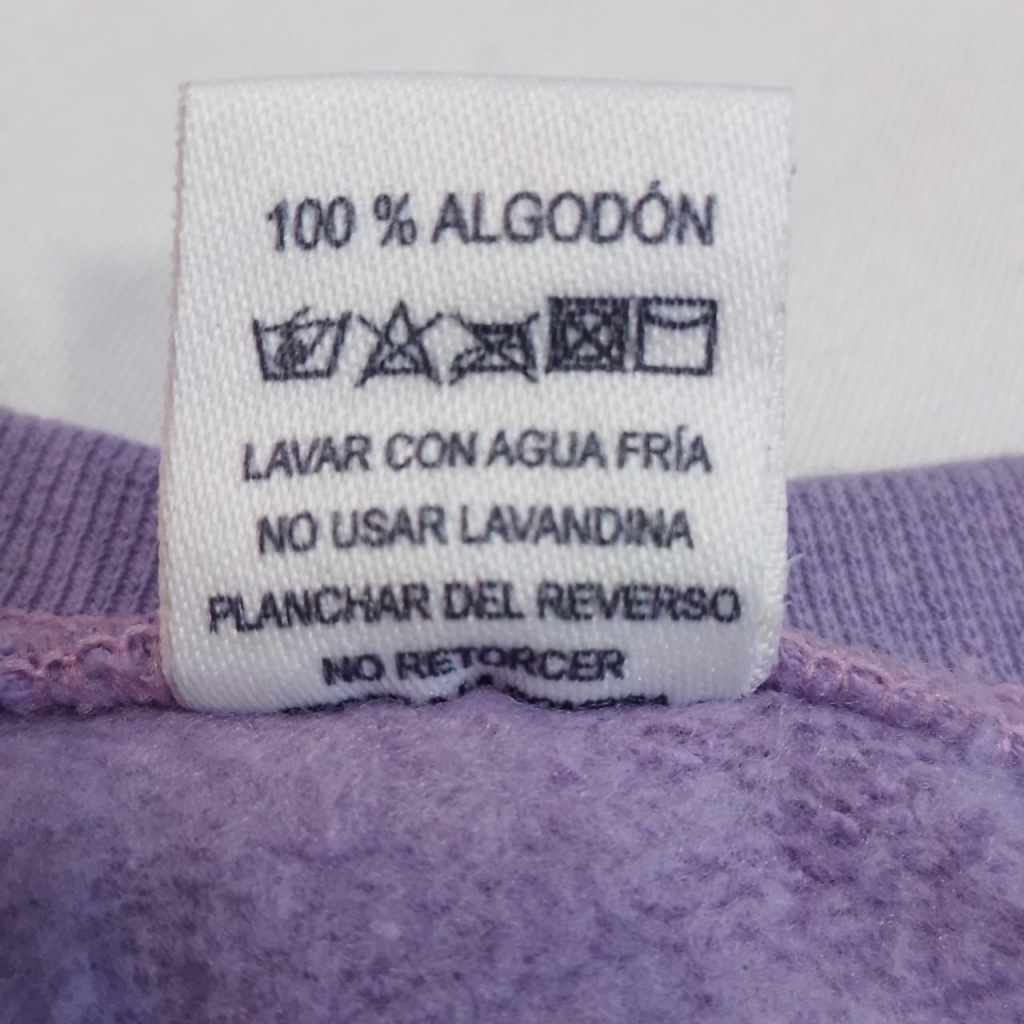 100 % ALGODÓN
LAVAR CON AGUA FRÍA
NO USAR LAVANDINA
PLANCHAR DEL REVERSO
NO RETORCER